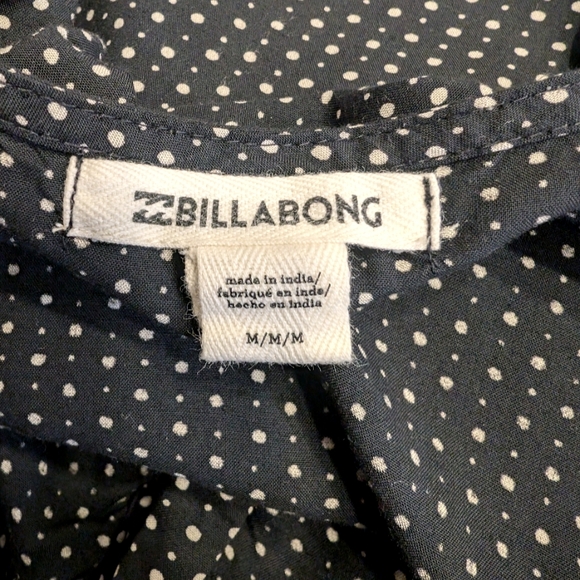 BILLABONG
made in india/
fabriqué en inde/
hecho en india
M/M/M